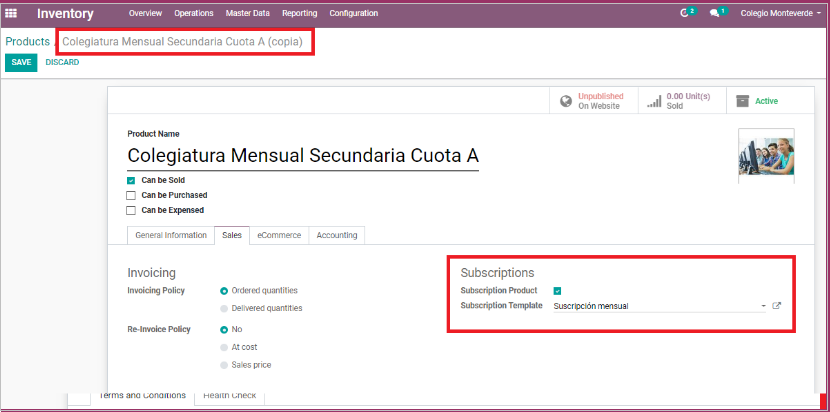 Inventory Overview Operations Master Data Reporting Configuration 2 1 Colegio Monteverde
Products / Colegiatura Mensual Secundaria Cuota A (copia)
SAVE DISCARD
Unpublished On Website
0.00 Unit(s) Sold
Active
Product Name
Colegiatura Mensual Secundaria Cuota A
Can be Sold
Can be Purchased
Can be Expensed
General Information Sales eCommerce Accounting
Invoicing
Invoicing Policy Ordered quantities
Delivered quantities
Re-Invoice Policy No
At cost
Sales price
Subscriptions
Subscription Product
Subscription Template Suscripción mensual
Terms and Conditions Health Check